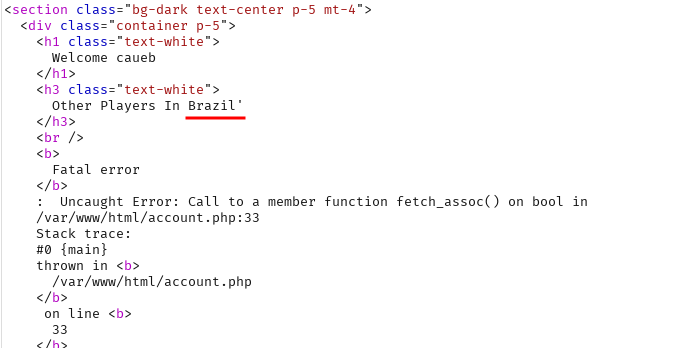 <section class="bg-dark text-center p-5 mt-4">
<div class="container p-5">
<h1 class="text-white">
Welcome caueb
</h1>
<h3 class="text-white">
Other Players In Brazil'
</h3>
<br />
<b>
Fatal error
</b>
:  Uncaught Error: Call to a member function fetch_assoc() on bool in
/var/www/html/account.php:33
Stack trace:
#0 {main}
thrown in <b>
/var/www/html/account.php
</b>
on line <b>
33
</b>